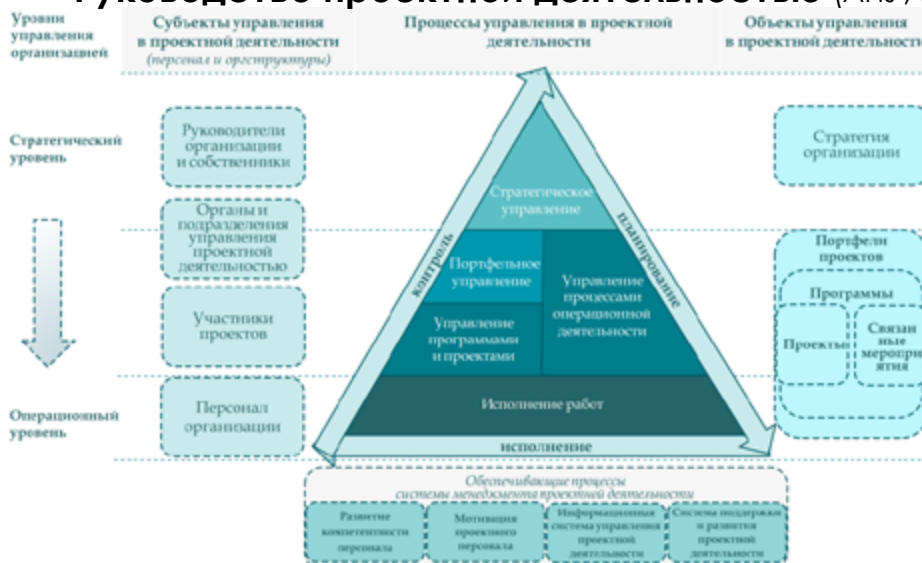 Руководство проектной деятельностью
Уровни
управления
организацией
Субъекты управления
в проектной деятельности
(персонал и оргструктуры)
Процессы управления в проектной
деятельности
Объекты управления
в проектной деятельности
Стратегический
уровень
Операционный
уровень
Руководители
организации
и собственники
Органы и
подразделения
управления
проектной
деятельностью
Участники
проектов
Персонал
организации
контроль
планирование
исполнение
Стратегическое
управление
Портфельное
управление
Управление
программами
и проектами
Управление
процессами
операционной
деятельности
Исполнение работ
Стратегия
организации
Портфели
проектов
Программы
Проекты
Связан
ные
меропри
ятия
Обеспечивающие процессы
системы менеджмента проектной деятельности
Развитие
компетентности
персонала
Мотивация
проектного
персонала
Информационная
система управления
проектной
деятельности
Система поддержки
и развития
проектной
деятельности